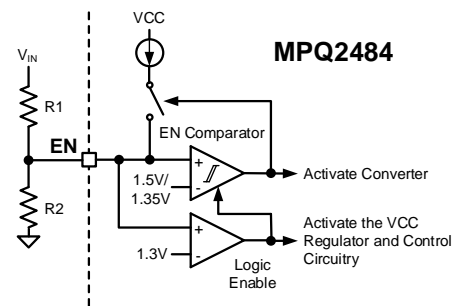 VCC
MPQ2484
VIN
R1
EN Comparator
EN
+
1.5V/
1.35V
-
Activate Converter
R2
+
1.3V
-
Activate the VCC
Regulator and Control
Circuitry
Logic
Enable